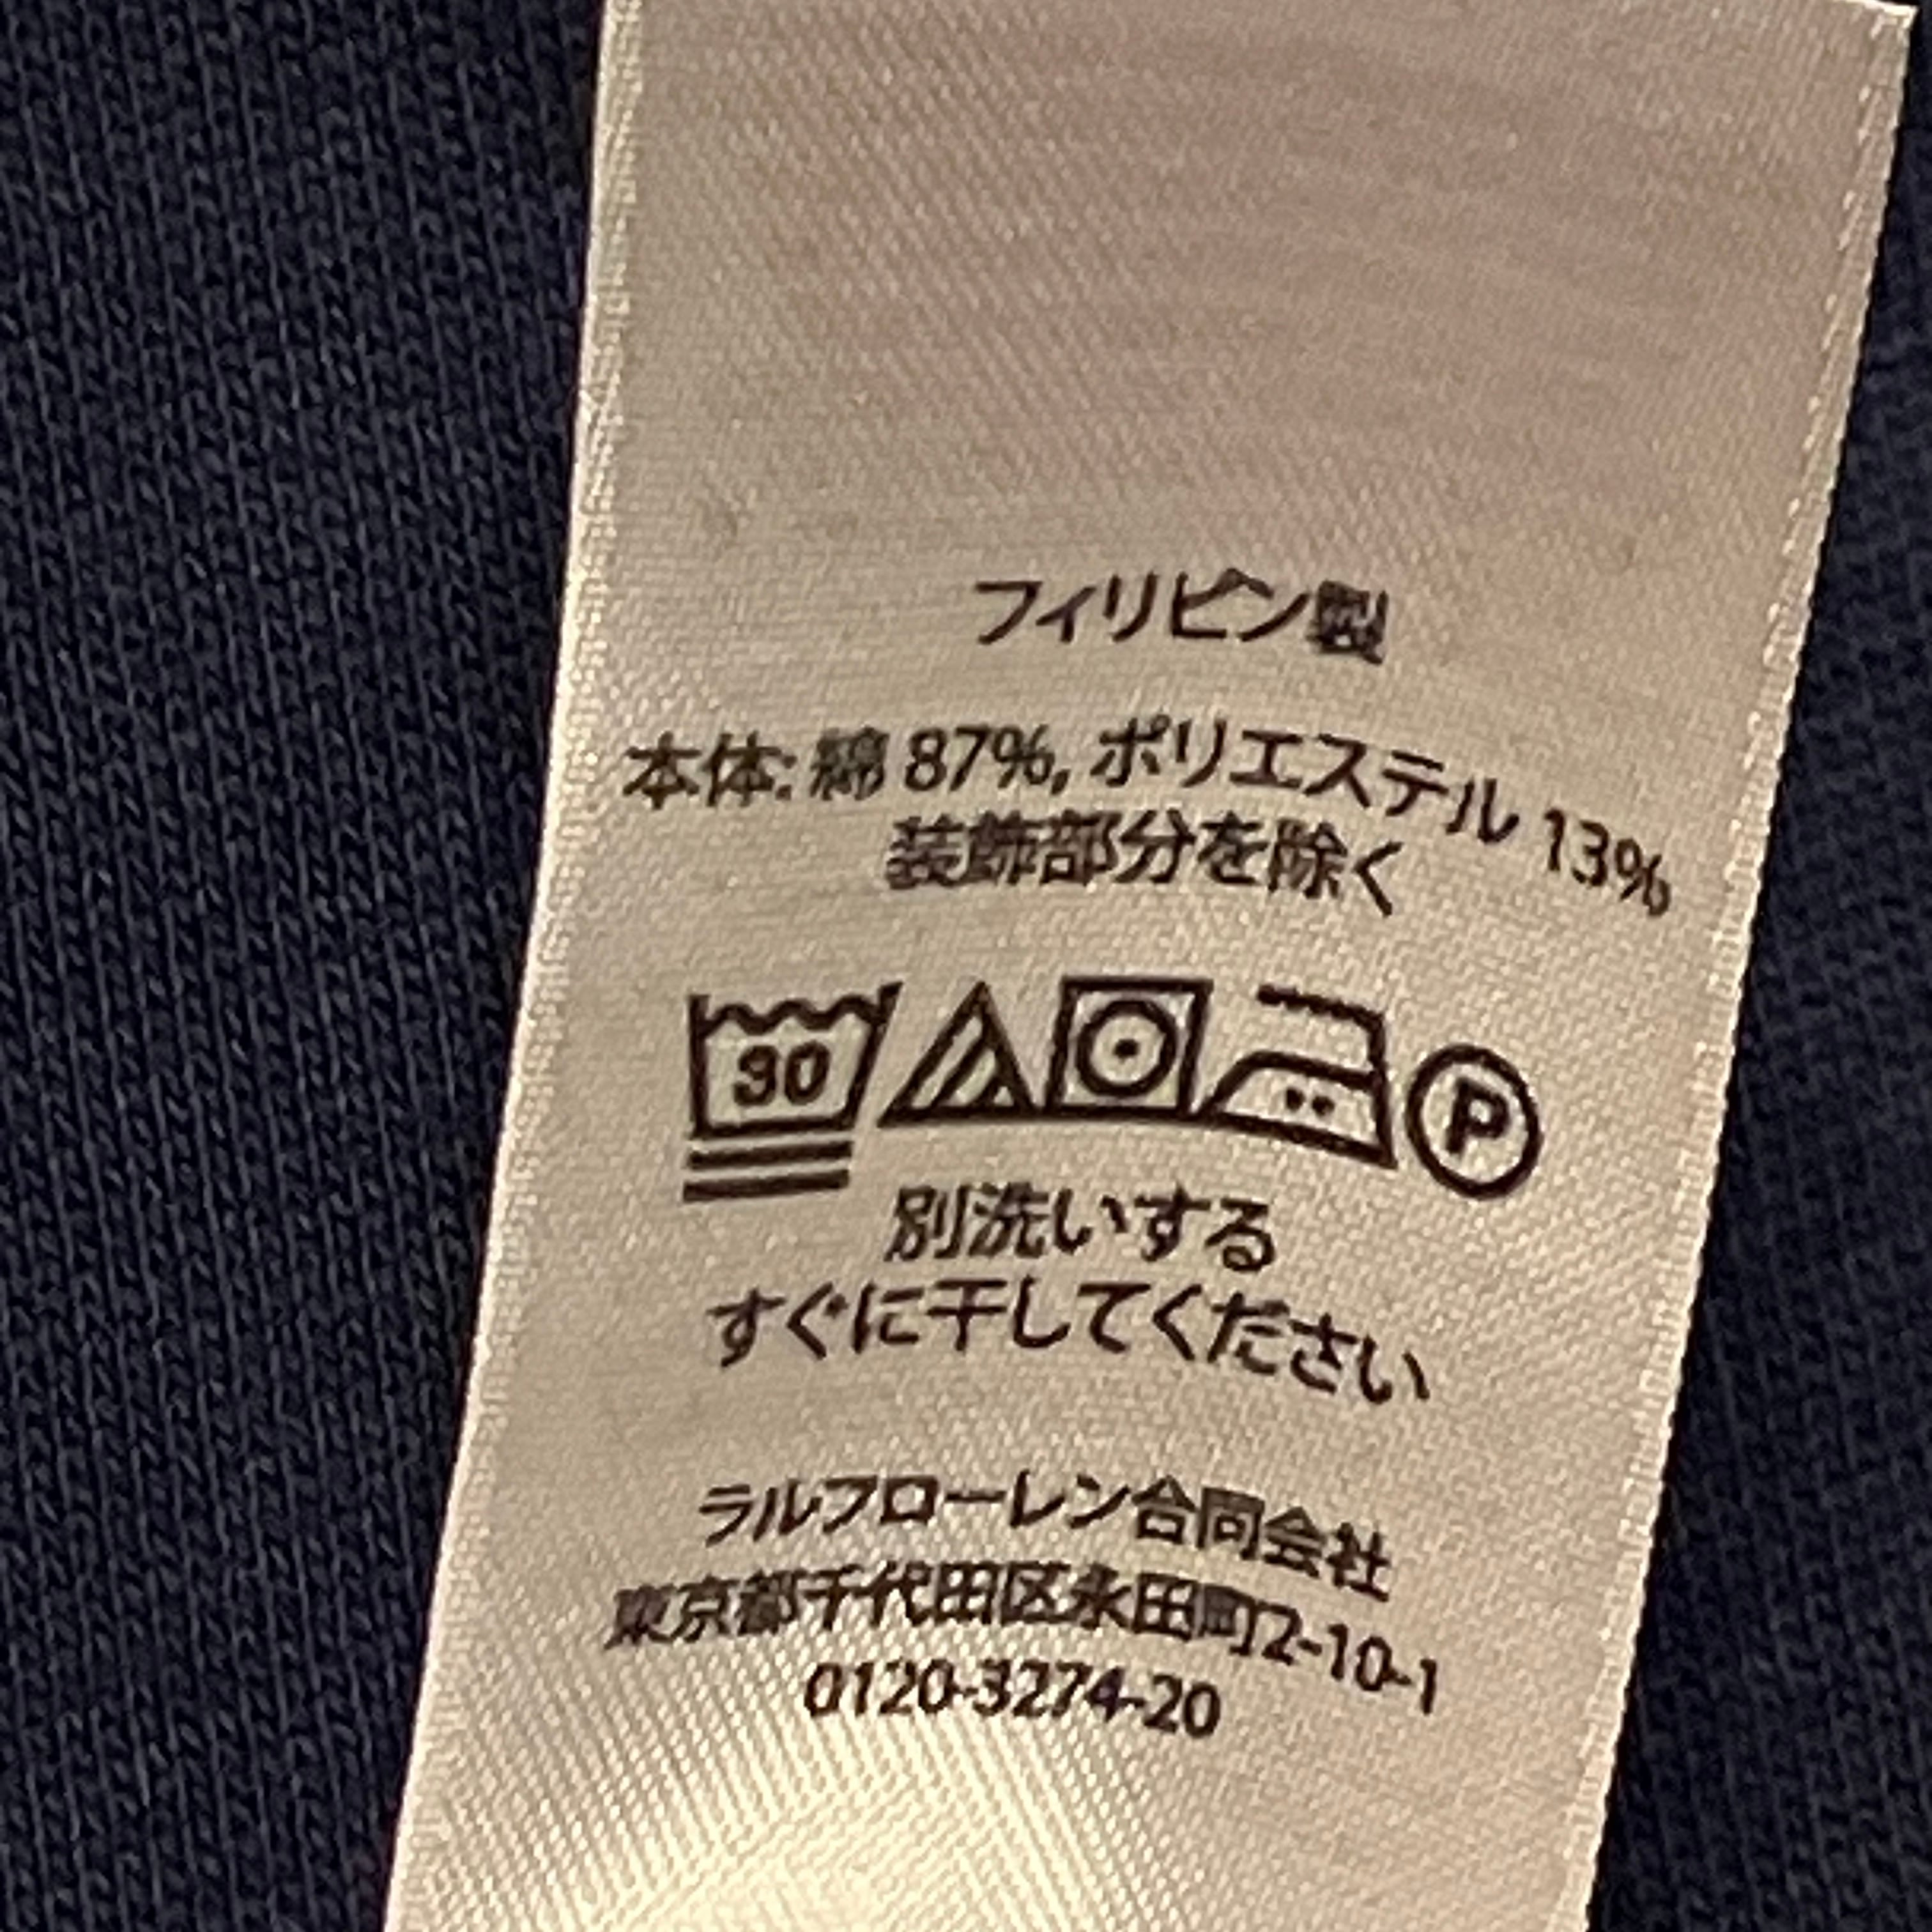 フィリピン製
本体: 綿 87%, ポリエステル 13%
装飾部分を除く
30
P
別洗いする
すぐに干してください
ラルフローレン合同会社
東京都千代田区永田町2-10-1
0120-3274-20